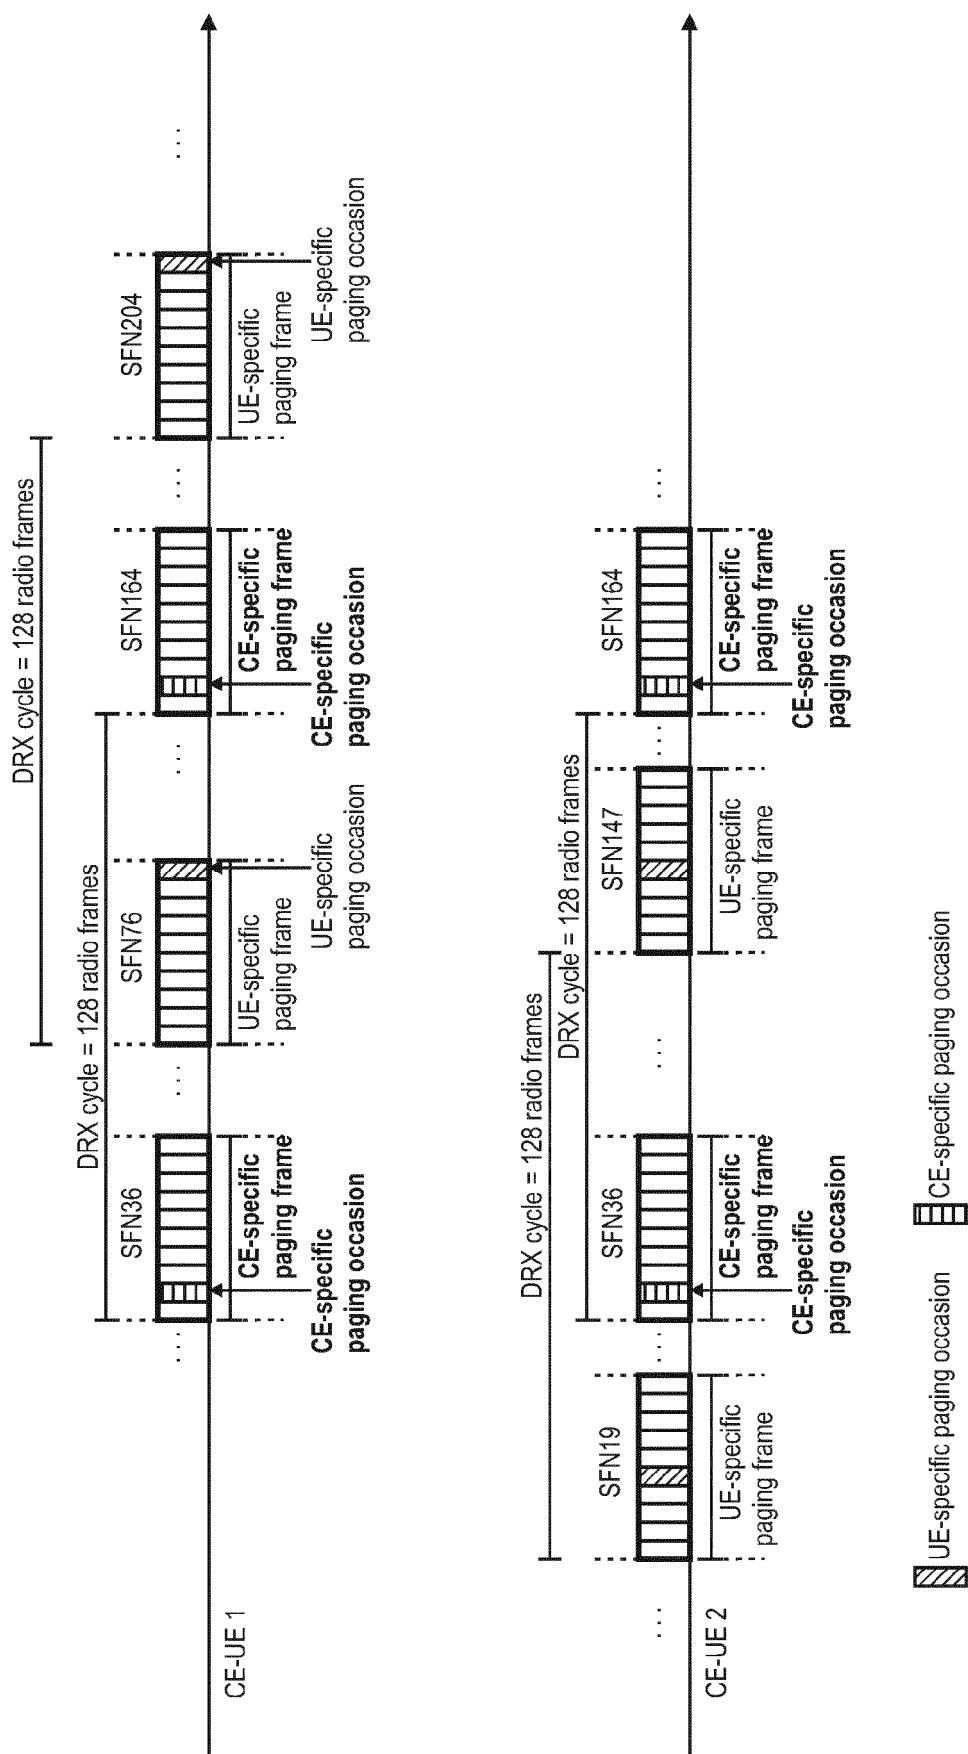 DRX cycle = 128 radio frames
DRX cycle = 128 radio frames
SFN36
SFN76
SFN164
SFN204
...
...
...
...
...
CE-specific
paging frame
UE-specific
paging frame
CE-specific
paging frame
UE-specific
paging frame
CE-specific
paging occasion
UE-specific
paging occasion
CE-specific
paging occasion
UE-specific
paging occasion
CE-UE 1
DRX cycle = 128 radio frames
DRX cycle = 128 radio frames
SFN19
SFN36
SFN147
SFN164
...
...
...
...
...
UE-specific
paging frame
CE-specific
paging frame
UE-specific
paging frame
CE-specific
paging frame
CE-specific
paging occasion
CE-specific
paging occasion
CE-UE 2
UE-specific paging occasion
CE-specific paging occasion